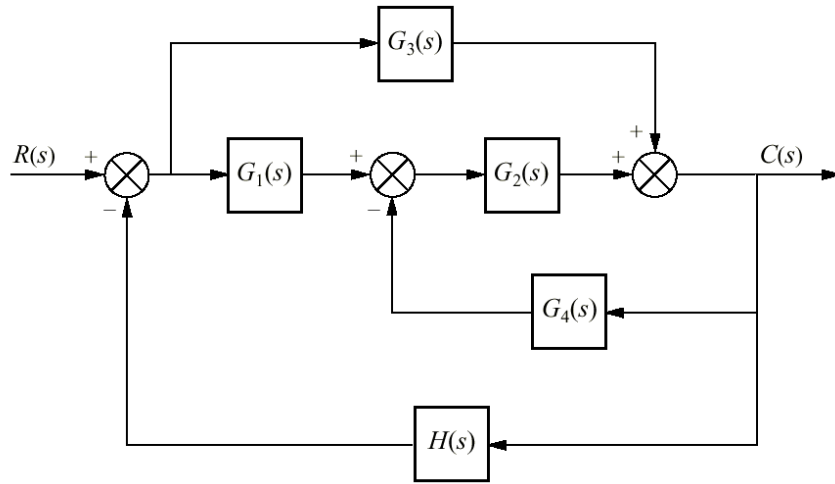 G₃(s)
R(s) + G₁(s) + G₂(s) + + C(s)
− −
G₄(s)
H(s)